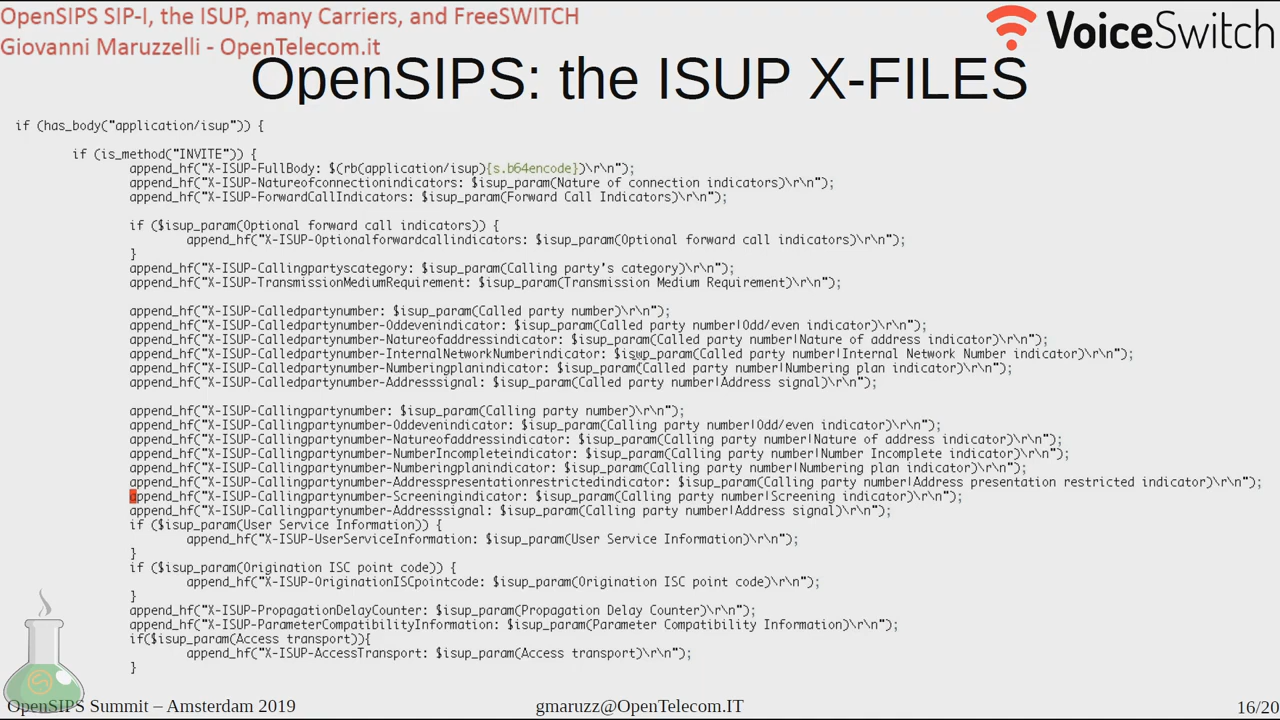 OpenSIPS SIP-I, the ISUP, many Carriers, and FreeSWITCH
Giovanni Maruzzelli - OpenTelecom.it
VoiceSwitch
OpenSIPS: the ISUP X-FILES
if (has_body("application/isup")) {
if (is_method("INVITE")) {
append_hf("X-ISUP-FullBody: $(rb(application/isup){s.b64encode})\r\n");
append_hf("X-ISUP-Natureofconnectionindicators: $isup_param(Nature of connection indicators)\r\n");
append_hf("X-ISUP-ForwardCallIndicators: $isup_param(Forward Call Indicators)\r\n");
if ($isup_param(Optional forward call indicators)) {
append_hf("X-ISUP-Optionalforwardcallindicators: $isup_param(Optional forward call indicators)\r\n");
}
append_hf("X-ISUP-Callingpartyscategory: $isup_param(Calling party's category)\r\n");
append_hf("X-ISUP-TransmissionMediumRequirement: $isup_param(Transmission Medium Requirement)\r\n");
append_hf("X-ISUP-Calledpartynumber: $isup_param(Called party number)\r\n");
append_hf("X-ISUP-Calledpartynumber-Oddevenindicator: $isup_param(Called party number|Odd/even indicator)\r\n");
append_hf("X-ISUP-Calledpartynumber-Natureofaddressindicator: $isup_param(Called party number|Nature of address indicator)\r\n");
append_hf("X-ISUP-Calledpartynumber-InternalNetworkNumberindicator: $isup_param(Called party number|Internal Network Number indicator)\r\n");
append_hf("X-ISUP-Calledpartynumber-Numberingplanindicator: $isup_param(Called party number|Numbering plan indicator)\r\n");
append_hf("X-ISUP-Calledpartynumber-Addresssignal: $isup_param(Called party number|Address signal)\r\n");
append_hf("X-ISUP-Callingpartynumber: $isup_param(Calling party number)\r\n");
append_hf("X-ISUP-Callingpartynumber-Oddevenindicator: $isup_param(Calling party number|Odd/even indicator)\r\n");
append_hf("X-ISUP-Callingpartynumber-Natureofaddressindicator: $isup_param(Calling party number|Nature of address indicator)\r\n");
append_hf("X-ISUP-Callingpartynumber-NumberIncompleteindicator: $isup_param(Calling party number|Number Incomplete indicator)\r\n");
append_hf("X-ISUP-Callingpartynumber-Numberingplanindicator: $isup_param(Calling party number|Numbering plan indicator)\r\n");
append_hf("X-ISUP-Callingpartynumber-Addresspresentationrestrictedindicator: $isup_param(Calling party number|Address presentation restricted indicator)\r\n");
append_hf("X-ISUP-Callingpartynumber-Screeningindicator: $isup_param(Calling party number|Screening indicator)\r\n");
append_hf("X-ISUP-Callingpartynumber-Addresssignal: $isup_param(Calling party number|Address signal)\r\n");
if ($isup_param(User Service Information)) {
append_hf("X-ISUP-UserServiceInformation: $isup_param(User Service Information)\r\n");
}
if ($isup_param(Origination ISC point code)) {
append_hf("X-ISUP-OriginationISCpointcode: $isup_param(Origination ISC point code)\r\n");
}
append_hf("X-ISUP-PropagationDelayCounter: $isup_param(Propagation Delay Counter)\r\n");
append_hf("X-ISUP-ParameterCompatibilityInformation: $isup_param(Parameter Compatibility Information)\r\n");
if($isup_param(Access transport)){
append_hf("X-ISUP-AccessTransport: $isup_param(Access transport)\r\n");
}
OpenSIPS Summit – Amsterdam 2019
gmaruzz@OpenTelecom.IT
16/20